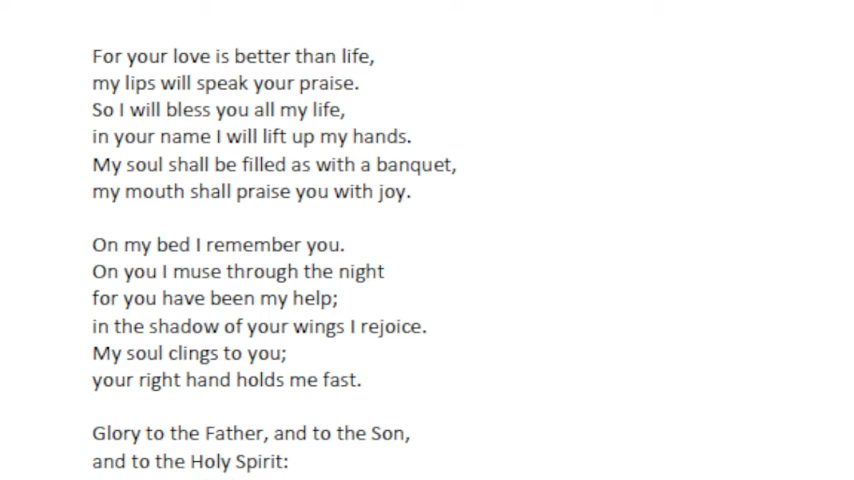 For your love is better than life,
my lips will speak your praise.
So I will bless you all my life,
in your name I will lift up my hands.
My soul shall be filled as with a banquet,
my mouth shall praise you with joy.
On my bed I remember you.
On you I muse through the night
for you have been my help;
in the shadow of your wings I rejoice.
My soul clings to you;
your right hand holds me fast.
Glory to the Father, and to the Son,
and to the Holy Spirit: